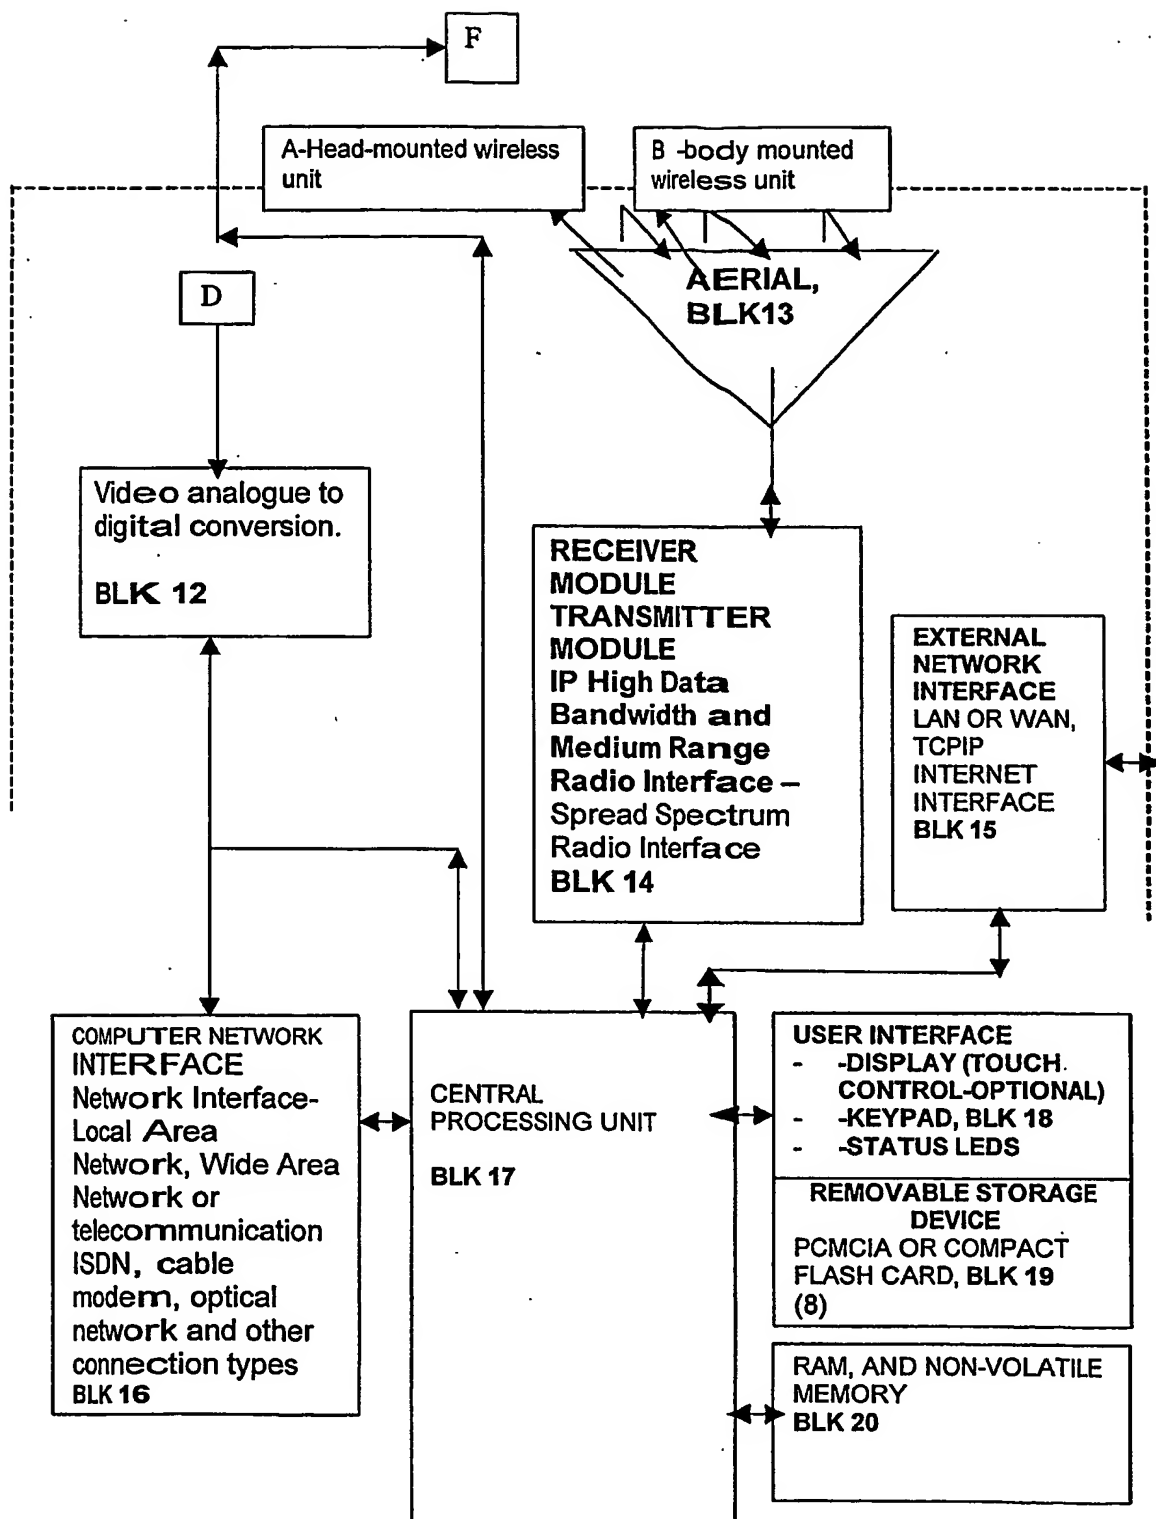 F
A-Head-mounted wireless
unit
B -body mounted
wireless unit
D
AERIAL,
BLK13
Video analogue to
digital conversion.
BLK 12
RECEIVER
MODULE
TRANSMITTER
MODULE
IP High Data
Bandwidth and
Medium Range
Radio Interface –
Spread Spectrum
Radio Interface
BLK 14
EXTERNAL
NETWORK
INTERFACE
LAN OR WAN,
TCPIP
INTERNET
INTERFACE
BLK 15
COMPUTER NETWORK
INTERFACE
Network Interface-
Local Area
Network, Wide Area
Network or
telecommunication
ISDN, cable
modem, optical
network and other
connection types
BLK 16
CENTRAL
PROCESSING UNIT
BLK 17
USER INTERFACE
- -DISPLAY (TOUCH
CONTROL-OPTIONAL)
- -KEYPAD, BLK 18
- -STATUS LEDS
REMOVABLE STORAGE
DEVICE
PCMCIA OR COMPACT
FLASH CARD, BLK 19
(8)
RAM, AND NON-VOLATILE
MEMORY
BLK 20